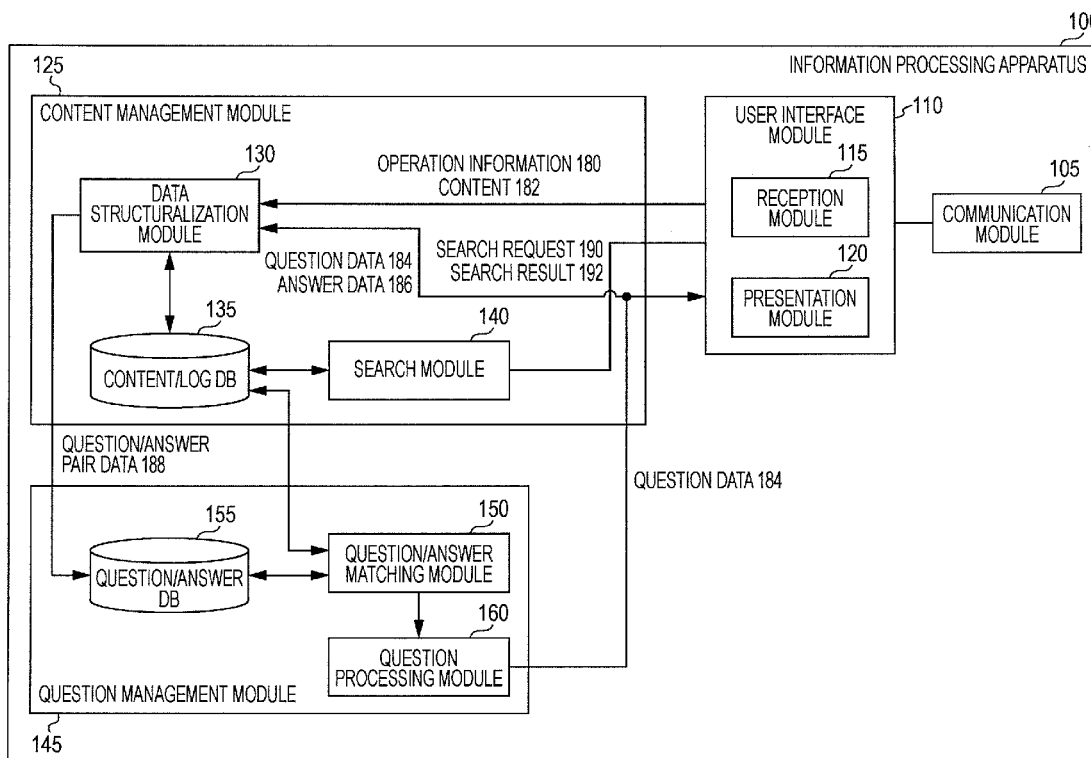 100
INFORMATION PROCESSING APPARATUS
125
CONTENT MANAGEMENT MODULE
130
DATA
STRUCTURALIZATION
MODULE
OPERATION INFORMATION 180
CONTENT 182
USER INTERFACE
MODULE
110
115
RECEPTION
MODULE
105
COMMUNICATION
MODULE
QUESTION DATA 184
ANSWER DATA 186
SEARCH REQUEST 190
SEARCH RESULT 192
120
PRESENTATION
MODULE
135
CONTENT/LOG DB
140
SEARCH MODULE
QUESTION/ANSWER
PAIR DATA 188
QUESTION DATA 184
155
QUESTION/ANSWER
DB
150
QUESTION/ANSWER
MATCHING MODULE
160
QUESTION
PROCESSING MODULE
QUESTION MANAGEMENT MODULE
145